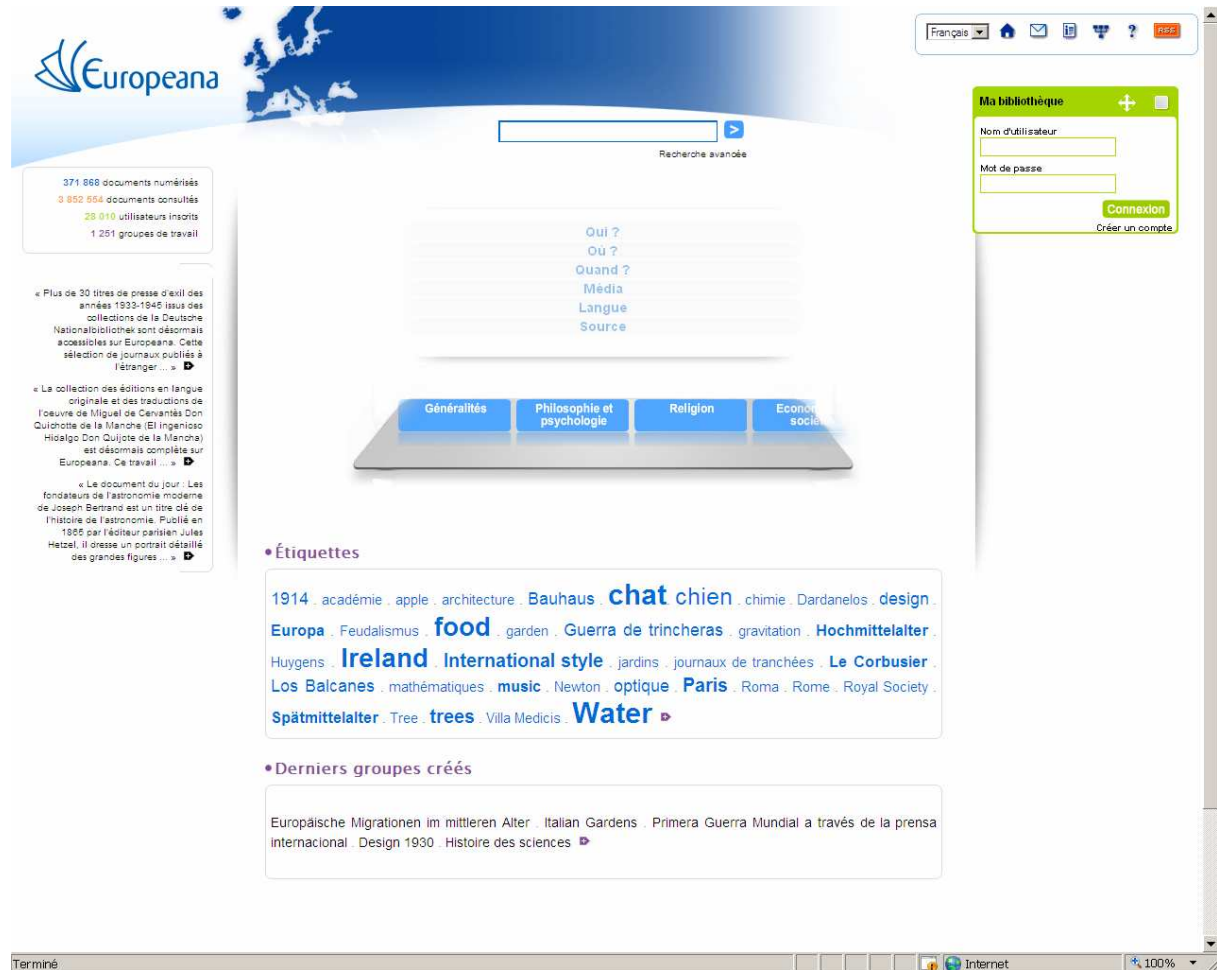 Europeana
Français
RSS
Recherche avancée
Ma bibliothèque
Nom d'utilisateur
Mot de passe
Connexion
Créer un compte
371 868 documents numérisés
3 852 554 documents consultés
28 010 utilisateurs inscrits
1 251 groupes de travail
« Plus de 30 titres de presse d'exil des
années 1933-1945 issus des
collections de la Deutsche
Nationalbibliothek sont désormais
accessibles sur Europeana. Cette
sélection de journaux publiés à
l'étranger ... »
« La collection des éditions en langue
originale et des traductions de
l'oeuvre de Miguel de Cervantès Don
Quichotte de la Manche (El ingenioso
Hidalgo Don Quijote de la Mancha)
est désormais complète sur
Europeana. Ce travail ... »
« Le document du jour : Les
fondateurs de l'astronomie moderne
de Joseph Bertrand est un titre clé de
l'histoire de l'astronomie. Publié en
1865 par l'éditeur parisien Jules
Hetzel, il dresse un portrait détaillé
des grandes figures ... »
Qui ?
Où ?
Quand ?
Média
Langue
Source
Généralités
Philosophie et
psychologie
Religion
• Étiquettes
1914 . académie . apple . architecture . Bauhaus . chat . chien . chimie . Dardanelos . design .
Europa . Feudalismus . food . garden . Guerra de trincheras . gravitation . Hochmittelalter .
Huygens . Ireland . International style . jardins . journaux de tranchées . Le Corbusier .
Los Balcanes . mathématiques . music . Newton . optique . Paris . Roma . Rome . Royal Society .
Spätmittelalter . Tree . trees . Villa Medicis . Water
• Derniers groupes créés
Europäische Migrationen im mittleren Alter . Italian Gardens . Primera Guerra Mundial a través de la prensa
internacional . Design 1930 . Histoire des sciences
Terminé
Internet
100%